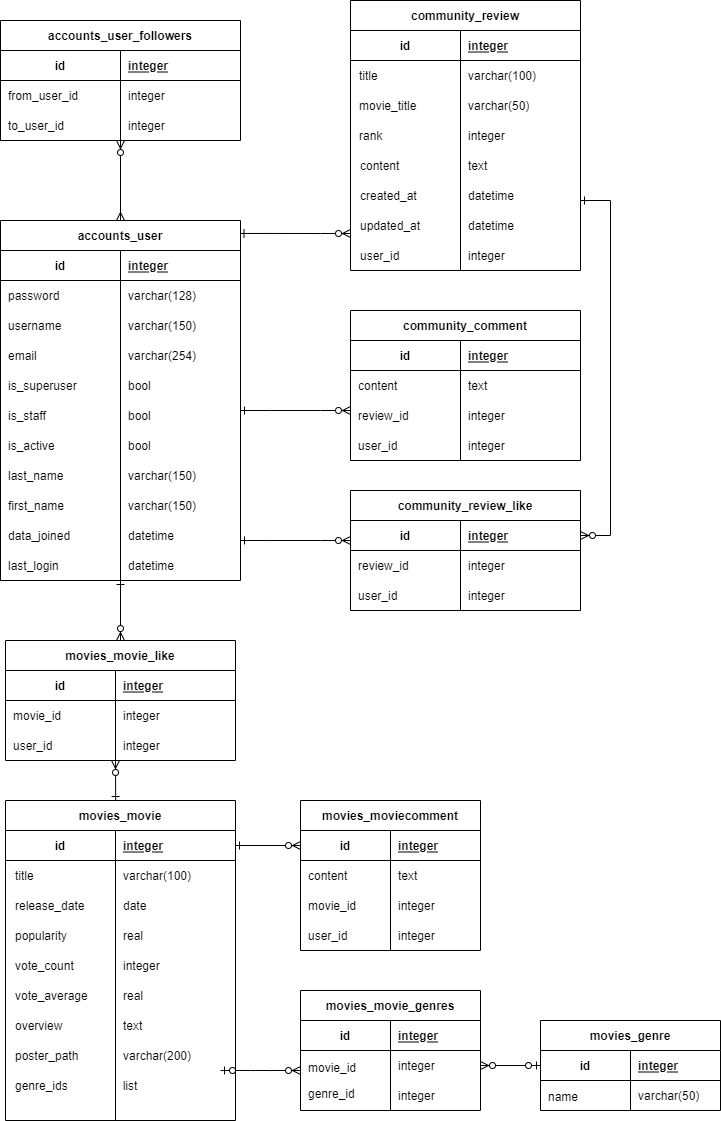 accounts_user_followers
id integer
from_user_id integer
to_user_id integer
community_review
id integer
title varchar(100)
movie_title varchar(50)
rank integer
content text
created_at datetime
updated_at datetime
user_id integer
accounts_user
id integer
password varchar(128)
username varchar(150)
email varchar(254)
is_superuser bool
is_staff bool
is_active bool
last_name varchar(150)
first_name varchar(150)
data_joined datetime
last_login datetime
community_comment
id integer
content text
review_id integer
user_id integer
community_review_like
id integer
review_id integer
user_id integer
movies_movie_like
id integer
movie_id integer
user_id integer
movies_movie
id integer
title varchar(100)
release_date date
popularity real
vote_count integer
vote_average real
overview text
poster_path varchar(200)
genre_ids list
movies_moviecomment
id integer
content text
movie_id integer
user_id integer
movies_movie_genres
id integer
movie_id integer
genre_id integer
movies_genre
id integer
name varchar(50)